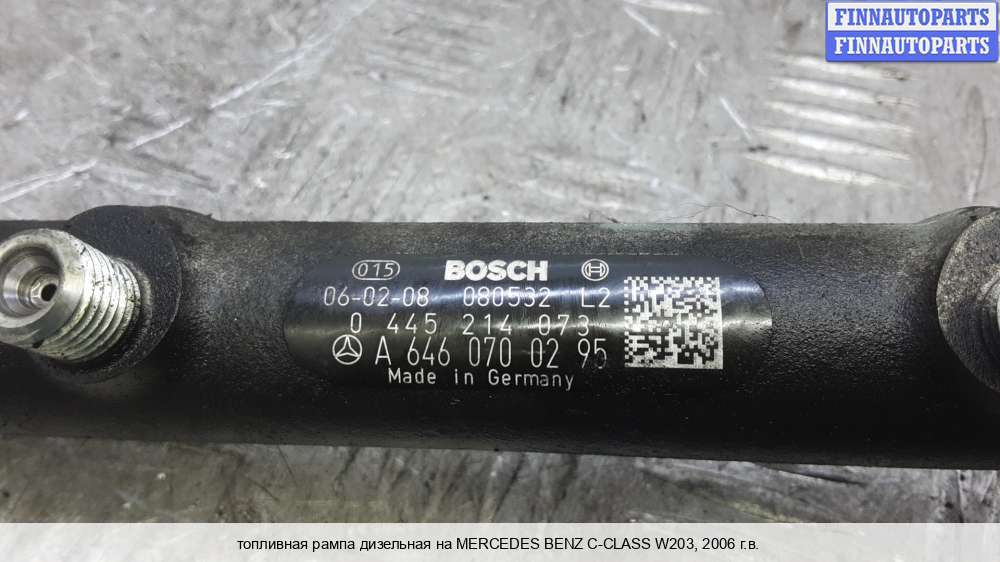 FINNAUTOPARTS
FINNAUTOPARTS
015 BOSCH
06-02-08 080532 L2
0 445 214 073
A 646 070 02 95
Made in Germany
топливная рампа дизельная на MERCEDES BENZ C-CLASS W203, 2006 г.в.